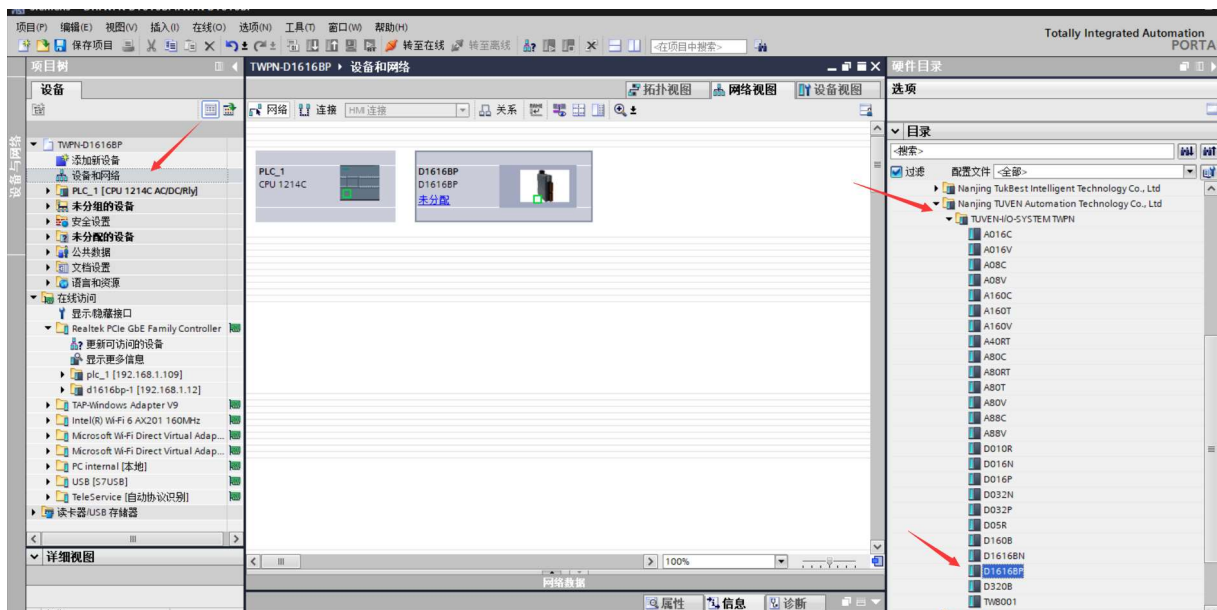 项目(P) 编辑(E) 视图(V) 插入(I) 在线(O) 选项(N) 工具(T) 窗口(W) 帮助(H)
Totally Integrated Automation
PORTA
保存项目 转至在线 转至离线 <在项目中搜索>
项目树
TWPN-D1616BP 设备和网络
硬件目录
设备
拓扑视图 网络视图 设备视图
选项
网络 连接 HMI 连接 关系
设备与网络
目录
<搜索>
过滤 配置文件 <全部>
TWPN-D1616BP
添加新设备
设备和网络
PLC_1 [CPU 1214C AC/DC/Rly]
未分组的设备
安全设置
未分配的设备
公共数据
文档设置
语言和资源
在线访问
显示/隐藏接口
Realtek PCIe GbE Family Controller
更新可访问的设备
显示更多信息
plc_1 [192.168.1.109]
d1616bp-1 [192.168.1.12]
TAP-Windows Adapter V9
Intel(R) Wi-Fi 6 AX201 160MHz
Microsoft Wi-Fi Direct Virtual Adap...
Microsoft Wi-Fi Direct Virtual Adap...
PC internal [本地]
USB [S7USB]
TeleService [自动协议识别]
读卡器/USB 存储器
详细视图
PLC_1
CPU 1214C
D1616BP
D1616BP
未分配
100%
网络数据
属性 信息 诊断
Nanjing TukBest Intelligent Technology Co., Ltd
Nanjing TUVEN Automation Technology Co., Ltd
TUVEN-I/O-SYSTEM TWPN
A016C
A016V
A08C
A08V
A160C
A160T
A160V
A40RT
A80C
A80RT
A80T
A80V
A88C
A88V
D010R
D016N
D016P
D032N
D032P
D05R
D160B
D1616BN
D1616BP
D320B
TW8001